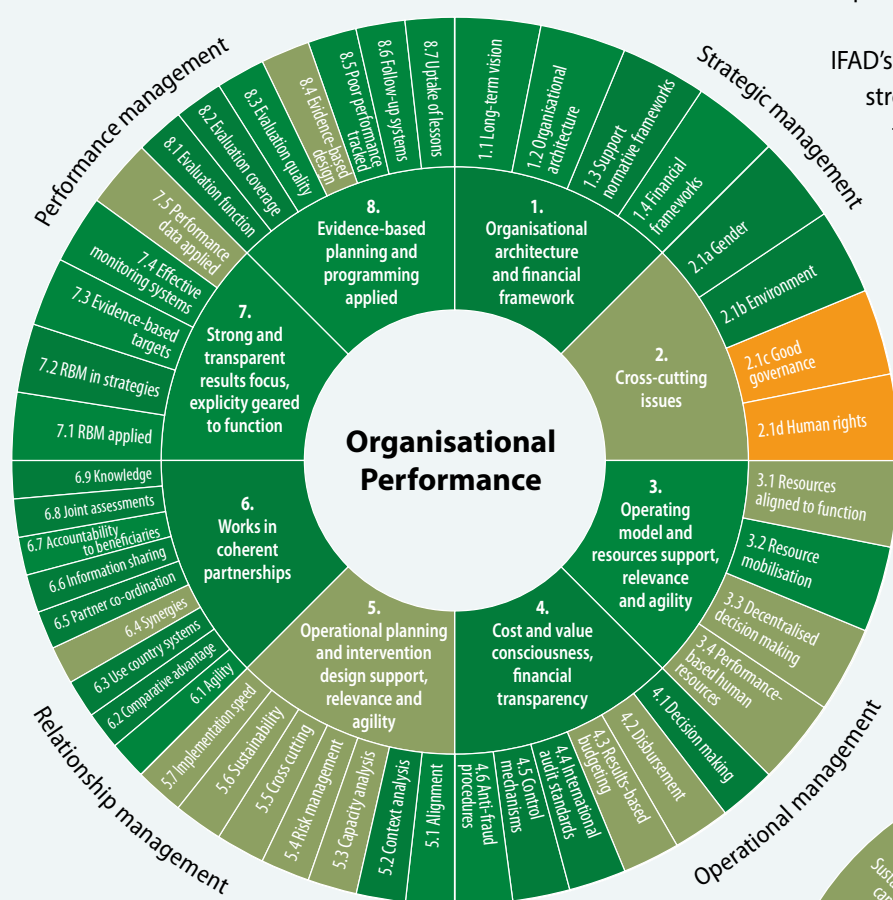 IFAD's
Organisational
Performance
Strategic management
1.
Organisational
architecture
and financial
framework
1.1 Long-term vision
1.2 Organisational
architecture
1.3 Support
normative frameworks
1.4 Financial
frameworks
2.
Cross-cutting
issues
2.1a Gender
2.1b Environment
2.1c Good
governance
2.1d Human rights
Operational management
3.
Operating
model and
resources support,
relevance
and agility
3.1 Resources
aligned to function
3.2 Resource
mobilisation
3.3 Decentralised
decision making
3.4 Performance-
based human
resources
4.
Cost and value
consciousness,
financial
transparency
4.1 Decision making
4.2 Disbursement
4.3 Results-based
budgeting
4.4 International
audit standards
4.5 Control
mechanisms
4.6 Anti-fraud
procedures
Relationship management
5.
Operational planning
and intervention
design support,
relevance and
agility
5.1 Alignment
5.2 Context analysis
5.3 Capacity analysis
5.4 Risk management
5.5 Cross cutting
5.6 Sustainability
5.7 Implementation speed
6.
Works in
coherent
partnerships
6.1 Agility
6.2 Comparative advantage
6.3 Use country systems
6.4 Synergies
6.5 Partner co-ordination
6.6 Information sharing
6.7 Accountability
to beneficiaries
6.8 Joint assessments
6.9 Knowledge
Performance management
7.
Strong and
transparent
results focus,
explicity geared
to function
7.1 RBM applied
7.2 RBM in strategies
7.3 Evidence-based
targets
7.4 Effective
monitoring systems
7.5 Performance
data applied
8.
Evidence-based
planning and
programming
applied
8.1 Evaluation function
8.2 Evaluation coverage
8.3 Evaluation quality
8.4 Evidence-based
design
8.5 Poor performance
tracked
8.6 Follow-up systems
8.7 Uptake of lessons